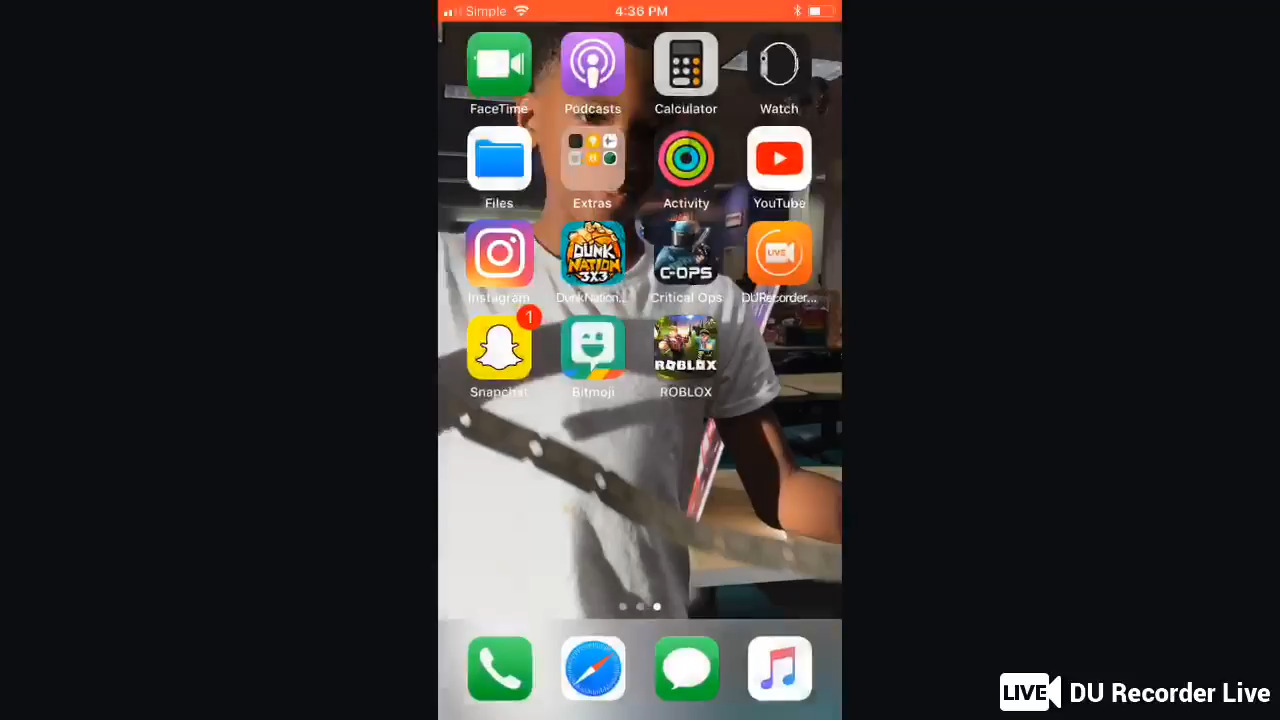 Simple 4:36 PM
FaceTime Podcasts Calculator Watch
Files Extras Activity YouTube
LIVE
DUNK NATION 3X3
C-OPS
Instagram DunkNation... Critical Ops DURecorder...
1
ROBLOX
Snapchat Bitmoji ROBLOX
LIVE DU Recorder Live